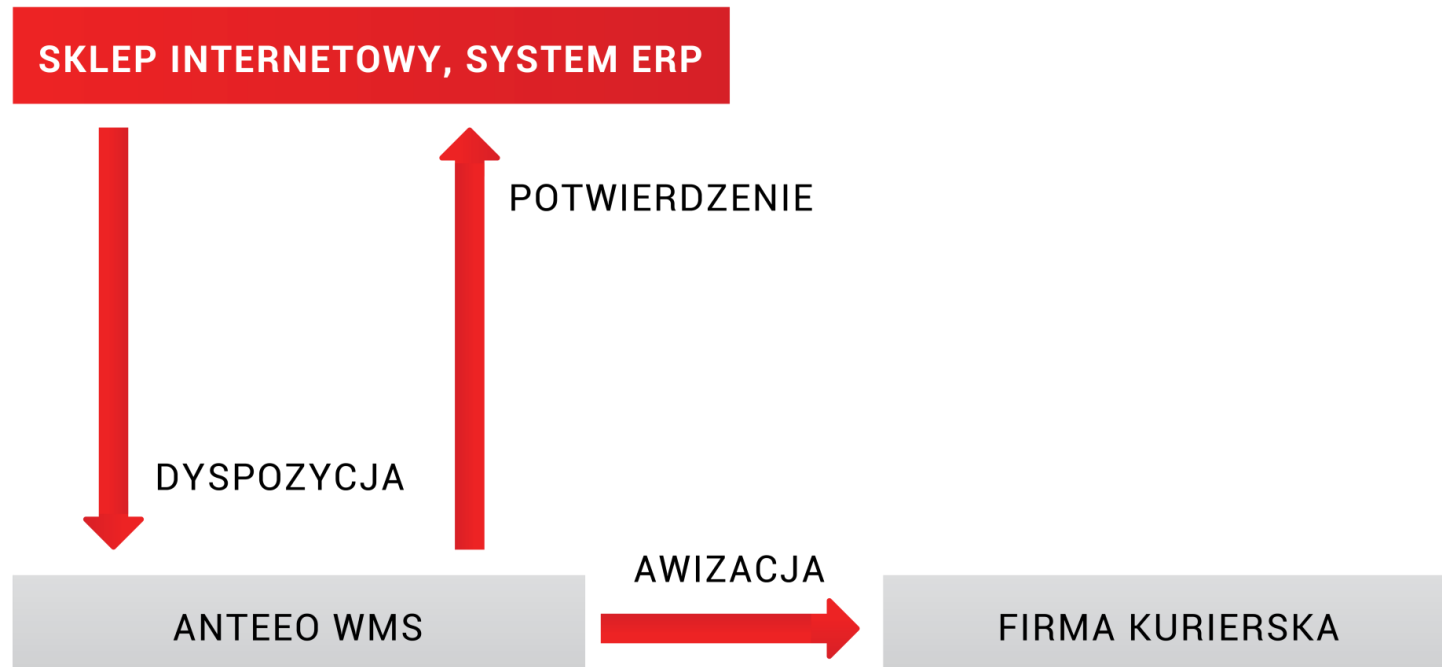 SKLEP INTERNETOWY, SYSTEM ERP
POTWIERDZENIE
DYSPOZYCJA
AWIZACJA
ANTEEO WMS
FIRMA KURIERSKA